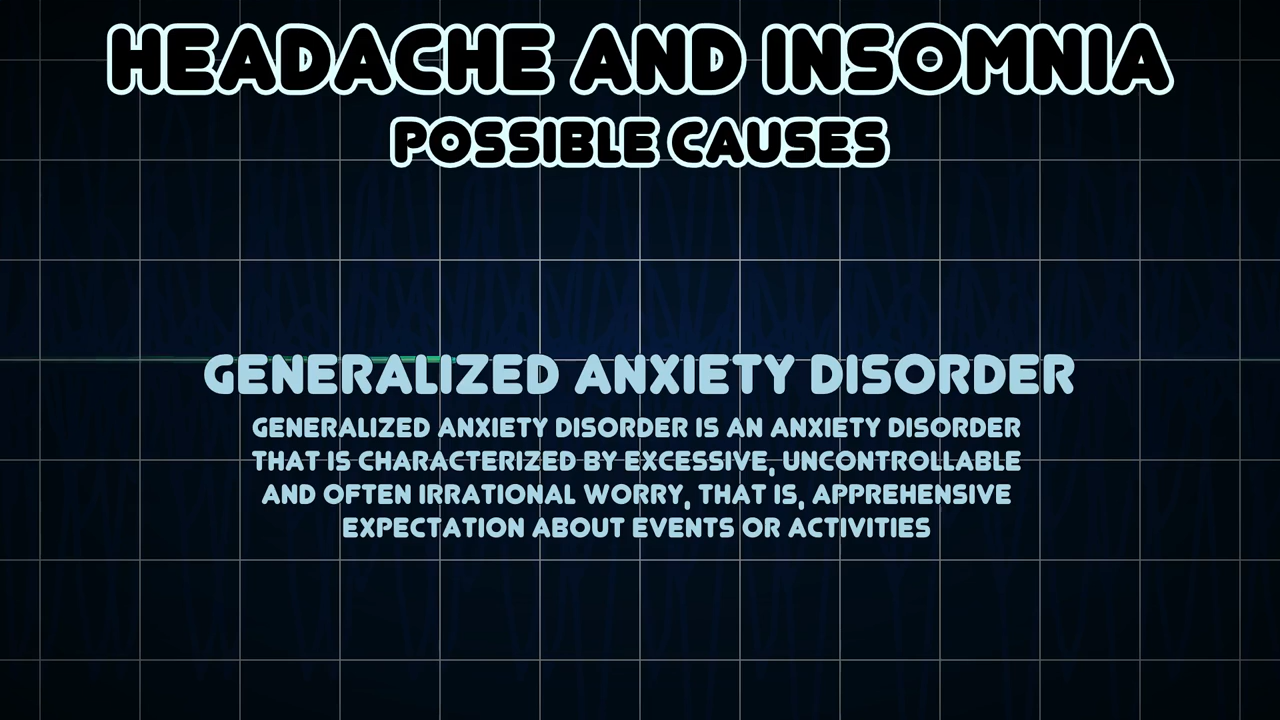 HEADACHE AND INSOMNIA
POSSIBLE CAUSES
GENERALIZED ANXIETY DISORDER
GENERALIZED ANXIETY DISORDER IS AN ANXIETY DISORDER
THAT IS CHARACTERIZED BY EXCESSIVE, UNCONTROLLABLE
AND OFTEN IRRATIONAL WORRY, THAT IS, APPREHENSIVE
EXPECTATION ABOUT EVENTS OR ACTIVITIES